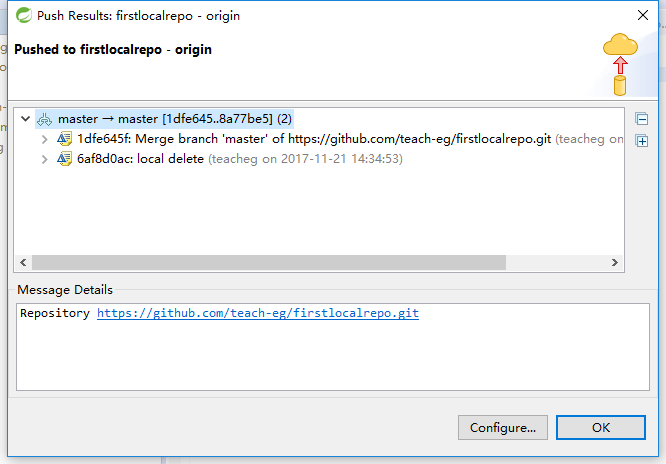 Push Results: firstlocalrepo - origin
Pushed to firstlocalrepo - origin
master → master [1dfe645..8a77be5] (2)
1dfe645f: Merge branch 'master' of https://github.com/teach-eg/firstlocalrepo.git (teacheg on
6af8d0ac: local delete (teacheg on 2017-11-21 14:34:53)
Message Details
Repository https://github.com/teach-eg/firstlocalrepo.git
Configure...
OK